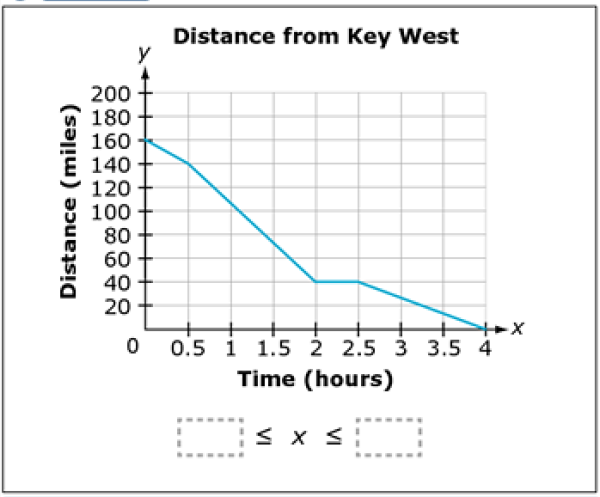 Distance from Key West
y
200
180
160
140
120
100
80
60
40
20
Distance (miles)
0 0.5 1 1.5 2 2.5 3 3.5 4 x
Time (hours)
≤ x ≤